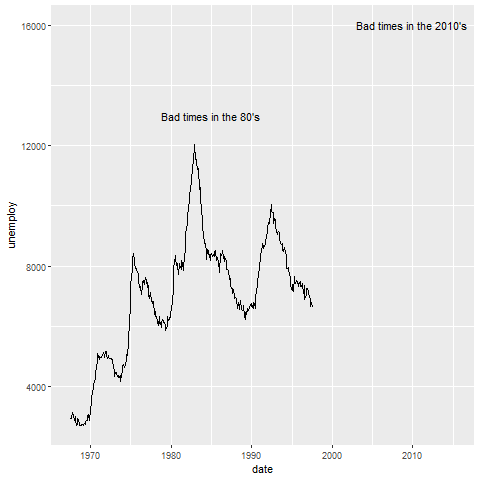 Bad times in the 2010's
Bad times in the 80's
unemploy
16000
12000
8000
4000
1970 1980 1990 2000 2010
date